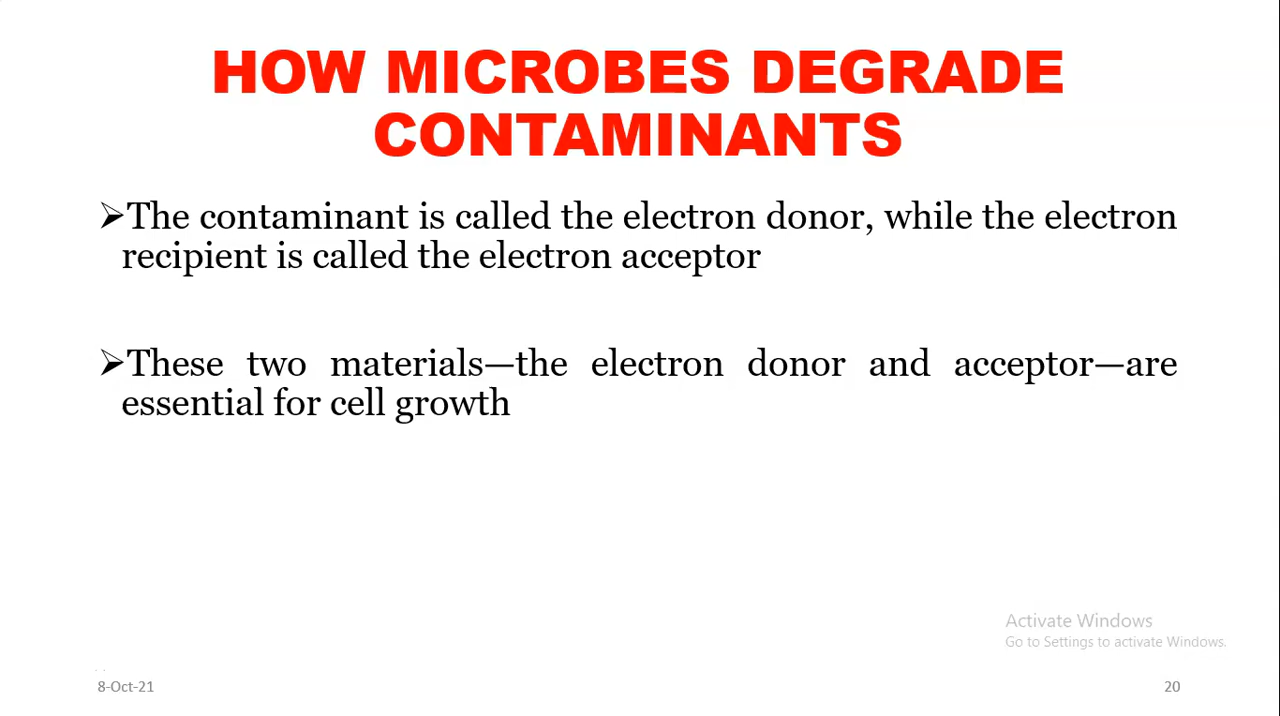 HOW MICROBES DEGRADE
CONTAMINANTS
➢The contaminant is called the electron donor, while the electron
recipient is called the electron acceptor
➢These two materials—the electron donor and acceptor—are
essential for cell growth
Activate Windows
Go to Settings to activate Windows.
8-Oct-21
20